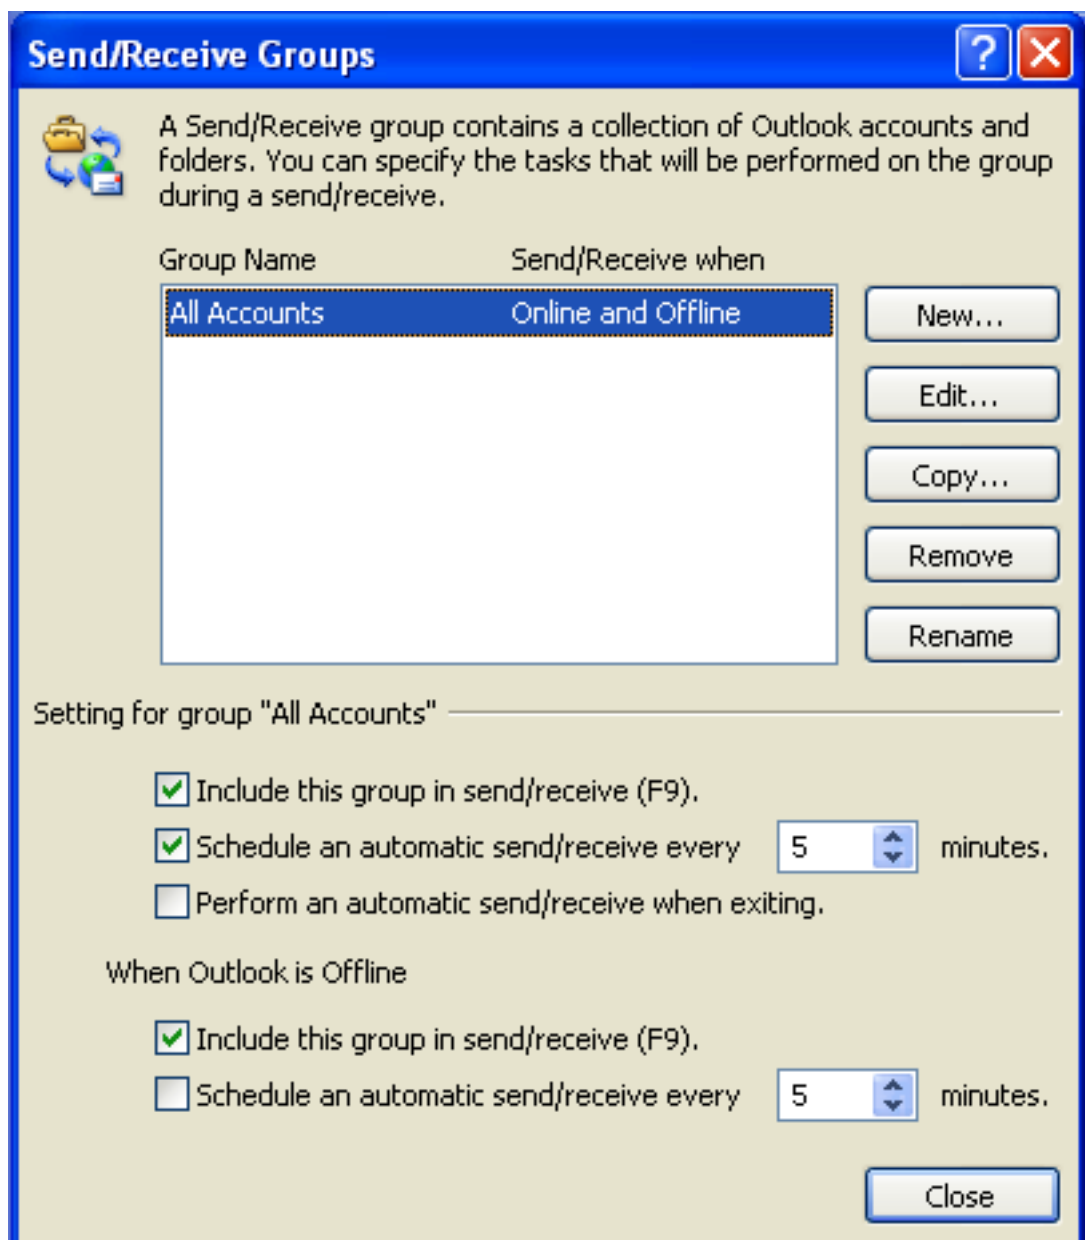 Send/Receive Groups
A Send/Receive group contains a collection of Outlook accounts and
folders. You can specify the tasks that will be performed on the group
during a send/receive.
Group Name Send/Receive when
All Accounts Online and Offline
New...
Edit...
Copy...
Remove
Rename
Setting for group "All Accounts"
Include this group in send/receive (F9).
Schedule an automatic send/receive every 5 minutes.
Perform an automatic send/receive when exiting.
When Outlook is Offline
Include this group in send/receive (F9).
Schedule an automatic send/receive every 5 minutes.
Close